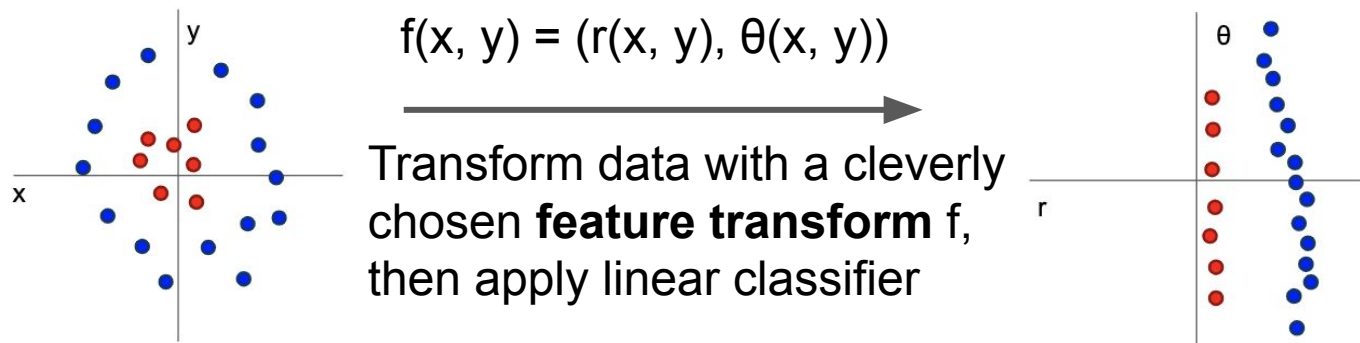 y
x
f(x, y) = (r(x, y), θ(x, y))
Transform data with a cleverly
chosen feature transform f,
then apply linear classifier
θ
r